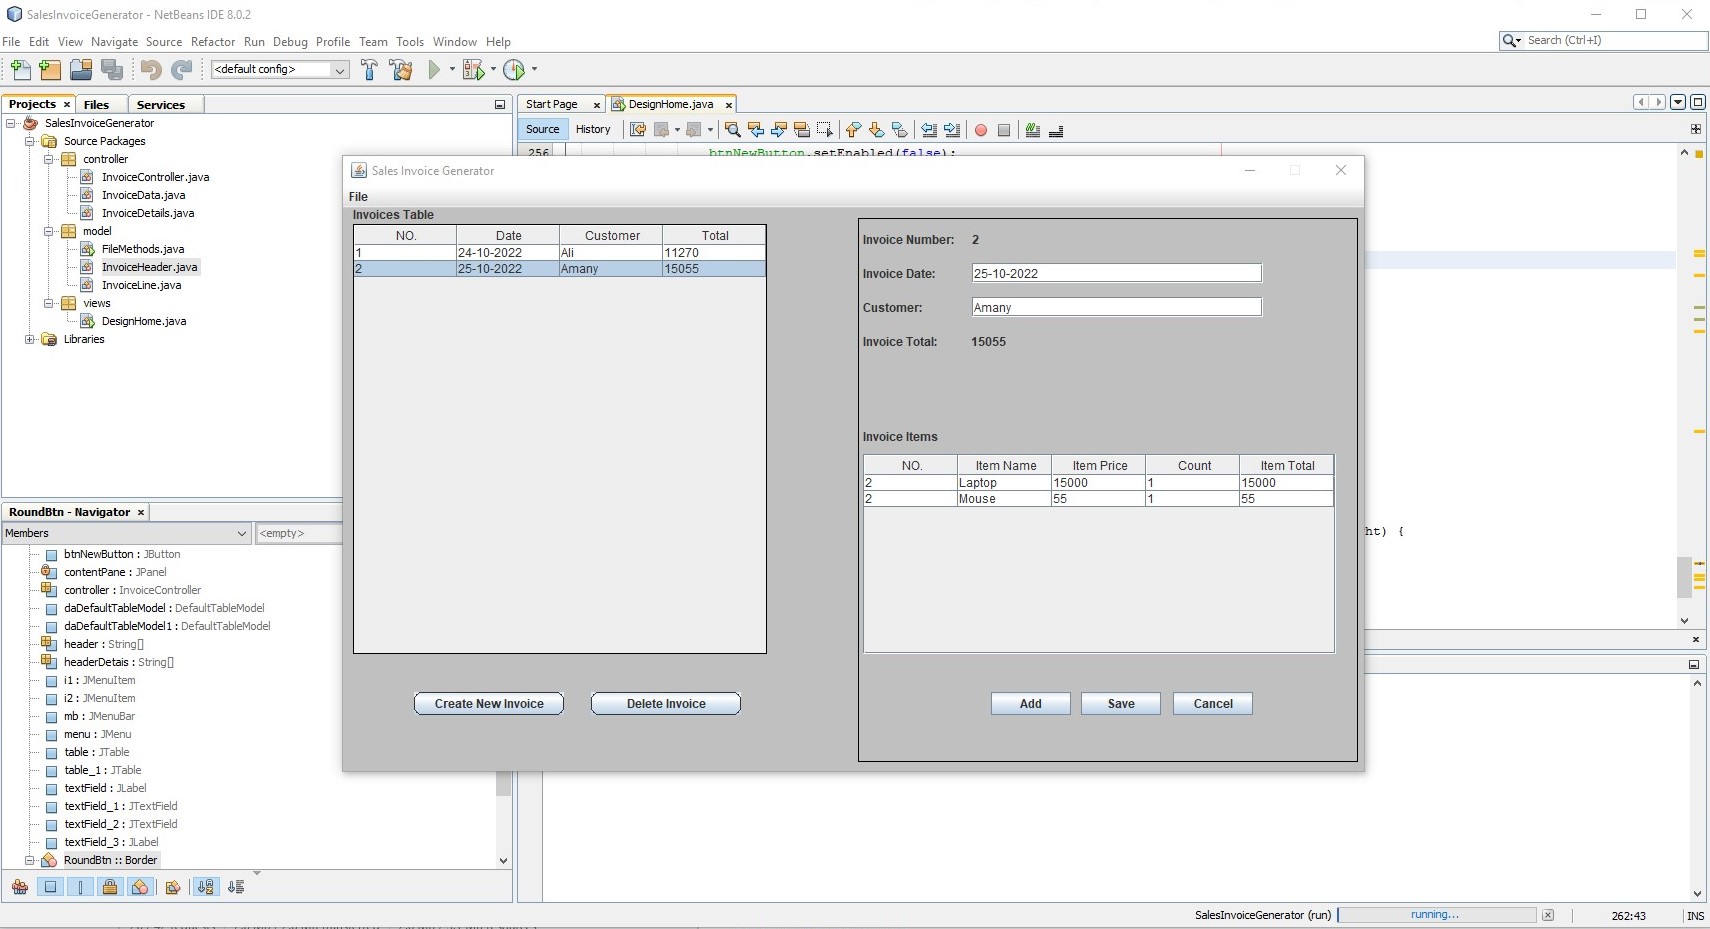 SalesInvoiceGenerator - NetBeans IDE 8.0.2
File Edit View Navigate Source Refactor Run Debug Profile Team Tools Window Help
Search (Ctrl+I)
<default config>
Projects Files Services
Start Page DesignHome.java
Source History
SalesInvoiceGenerator
Source Packages
controller
InvoiceController.java
InvoiceData.java
InvoiceDetails.java
model
FileMethods.java
InvoiceHeader.java
InvoiceLine.java
views
DesignHome.java
Libraries
256 btnNewButton.setEnabled(false);
Sales Invoice Generator
File
Invoices Table
NO. Date Customer Total
1 24-10-2022 Ali 11270
2 25-10-2022 Amany 15055
Create New Invoice Delete Invoice
Invoice Number: 2
Invoice Date: 25-10-2022
Customer: Amany
Invoice Total: 15055
Invoice Items
NO. Item Name Item Price Count Item Total
2 Laptop 15000 1 15000
2 Mouse 55 1 55
Add Save Cancel
ht) {
RoundBtn - Navigator
Members <empty>
btnNewButton : JButton
contentPane : JPanel
controller : InvoiceController
daDefaultTableModel : DefaultTableModel
daDefaultTableModel1 : DefaultTableModel
header : String[]
headerDetais : String[]
i1 : JMenuItem
i2 : JMenuItem
mb : JMenuBar
menu : JMenu
table : JTable
table_1 : JTable
textField : JLabel
textField_1 : JTextField
textField_2 : JTextField
textField_3 : JLabel
RoundBtn :: Border
SalesInvoiceGenerator (run) running... 262:43 INS